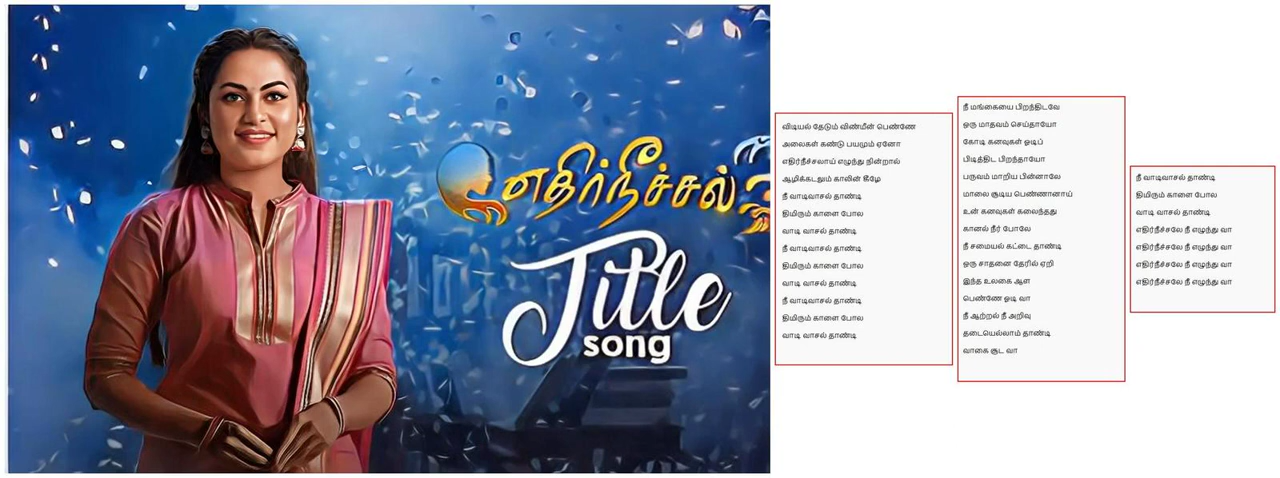 எதிர்நீச்சல்
Title
song
விடியல் தேடும் விண்மீன் பெண்ணே
அலைகள் கண்டு பயமும் ஏனோ
எதிர்நீச்சலாய் எழுந்து நின்றால்
ஆழிக்கடலும் காலின் கீழே
நீ வாடிவாசல் தாண்டி
திமிரும் காளை போல
வாடி வாசல் தாண்டி
நீ வாடிவாசல் தாண்டி
திமிரும் காளை போல
வாடி வாசல் தாண்டி
நீ வாடிவாசல் தாண்டி
திமிரும் காளை போல
வாடி வாசல் தாண்டி
நீ மங்கையை பிறந்திடவே
ஒரு மாதவம் செய்தாயோ
கோடி கனவுகள் ஓடிப்
பிடித்திட பிறந்தாயோ
பருவம் மாறிய பின்னாலே
மாலை சூடிய பெண்ணானாய்
உன் கனவுகள் கலைந்தது
கானல் நீர் போலே
நீ சமையல் கட்டை தாண்டி
ஒரு சாதனை தேரில் ஏறி
இந்த உலகை ஆள
பெண்ணே ஓடி வா
நீ ஆற்றல் நீ அறிவு
தடையெல்லாம் தாண்டி
வாகை சூட வா
நீ வாடிவாசல் தாண்டி
திமிரும் காளை போல
வாடி வாசல் தாண்டி
எதிர்நீச்சலே நீ எழுந்து வா
எதிர்நீச்சலே நீ எழுந்து வா
எதிர்நீச்சலே நீ எழுந்து வா
எதிர்நீச்சலே நீ எழுந்து வா